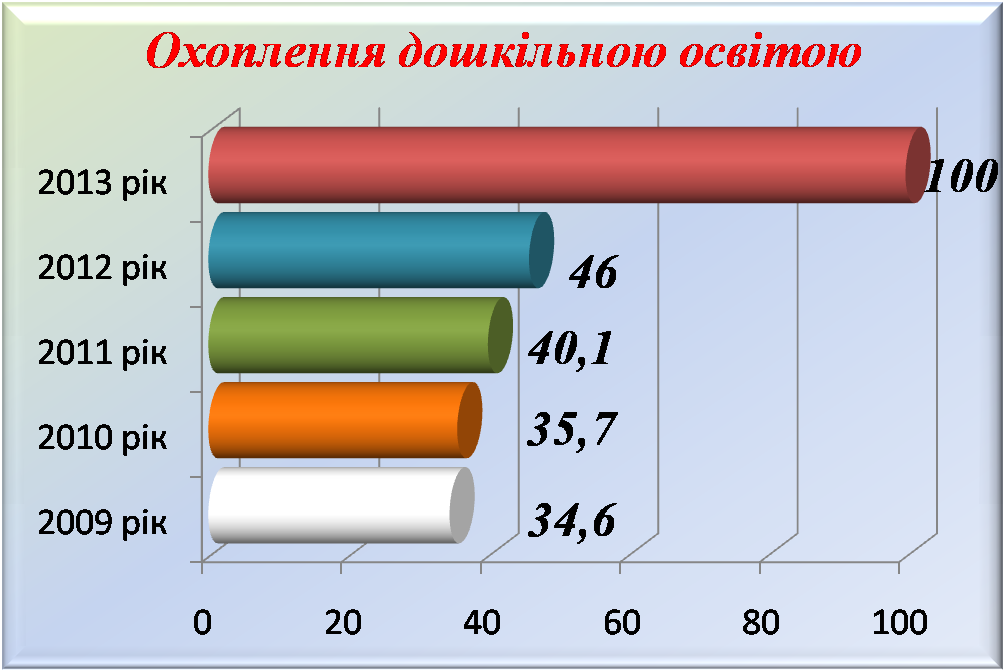 Охоплення дошкільною освітою
2013 рік
100
2012 рік
46
2011 рік
40,1
2010 рік
35,7
2009 рік
34,6
0 20 40 60 80 100